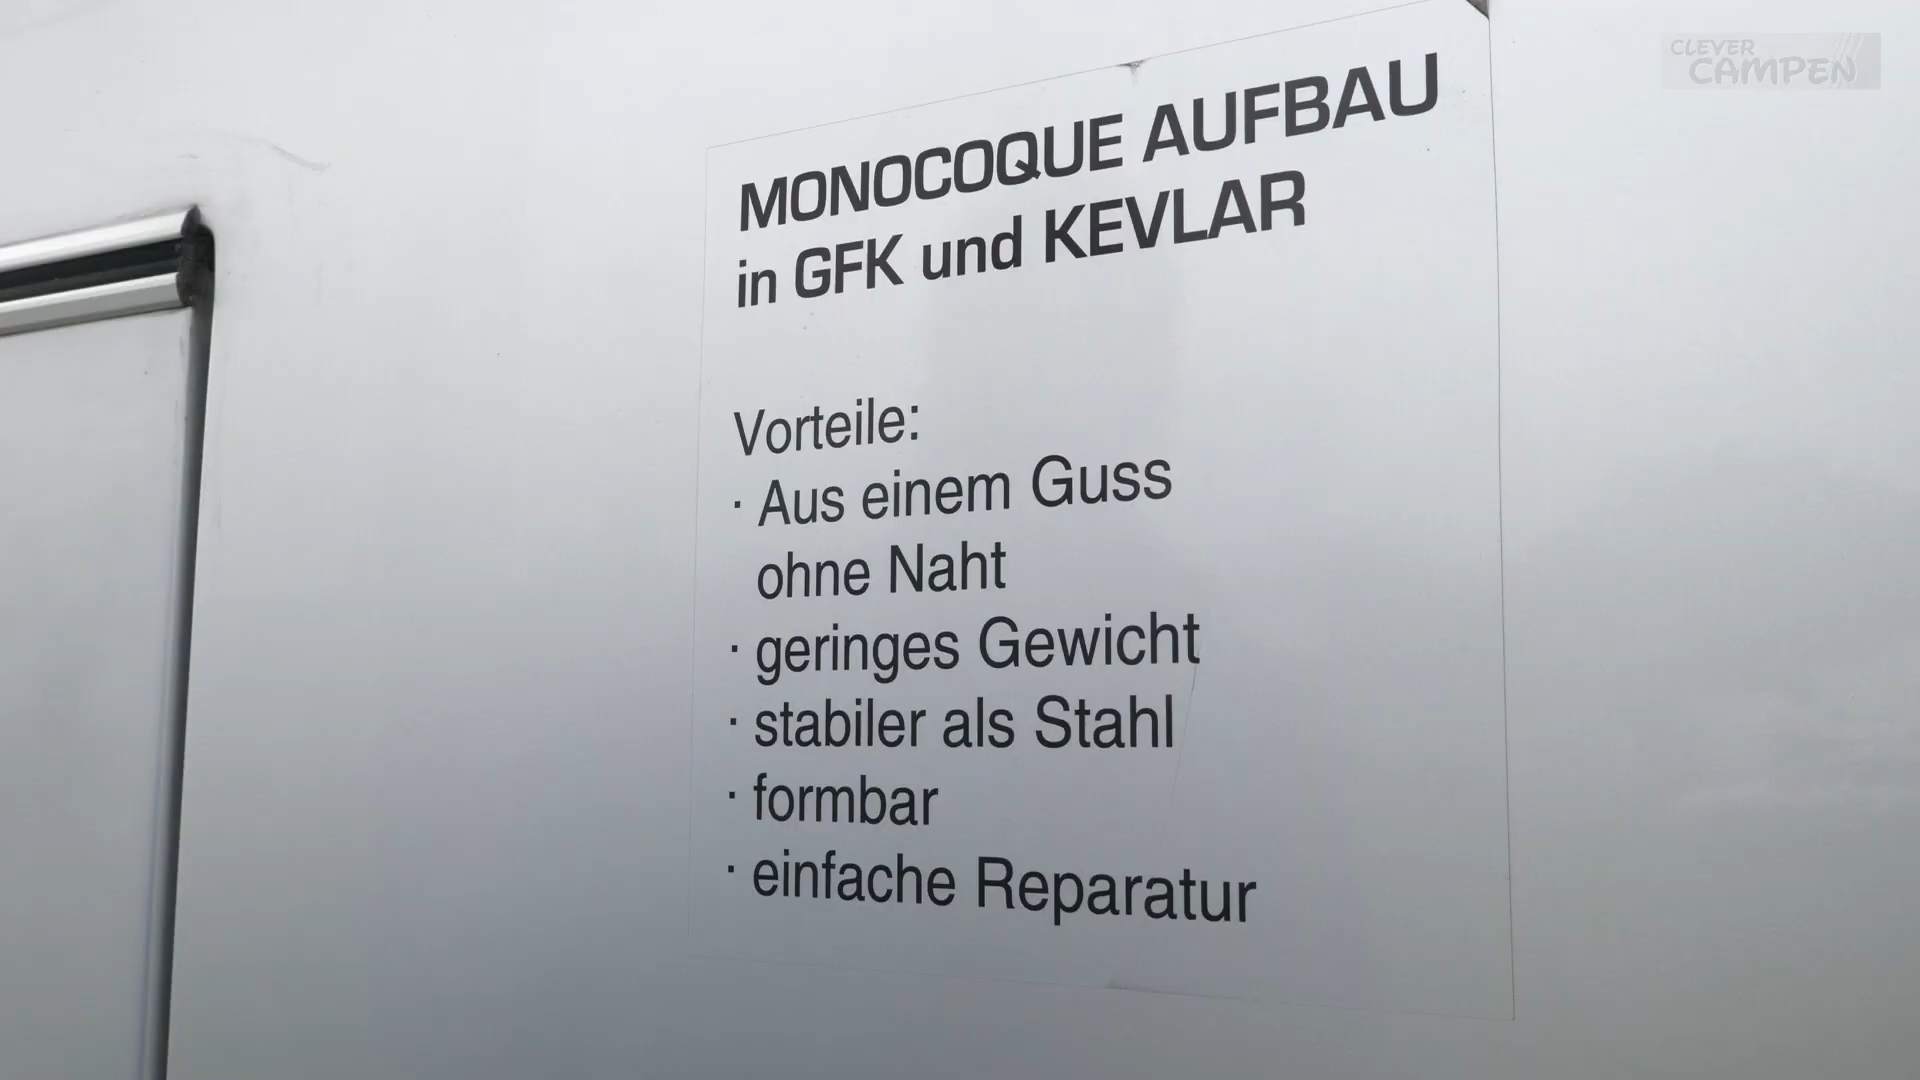 CLEVER
CAMPEN
MONOCOQUE AUFBAU
in GFK und KEVLAR
Vorteile:
· Aus einem Guss
ohne Naht
· geringes Gewicht
· stabiler als Stahl
· formbar
· einfache Reparatur